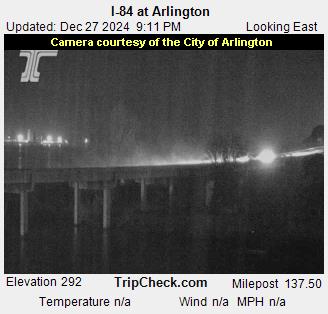 I-84 at Arlington
Updated: Dec 27 2024 9:11 PM Looking East
Camera courtesy of the City of Arlington
Elevation 292 TripCheck.com Milepost 137.50
Temperature n/a Wind n/a MPH n/a